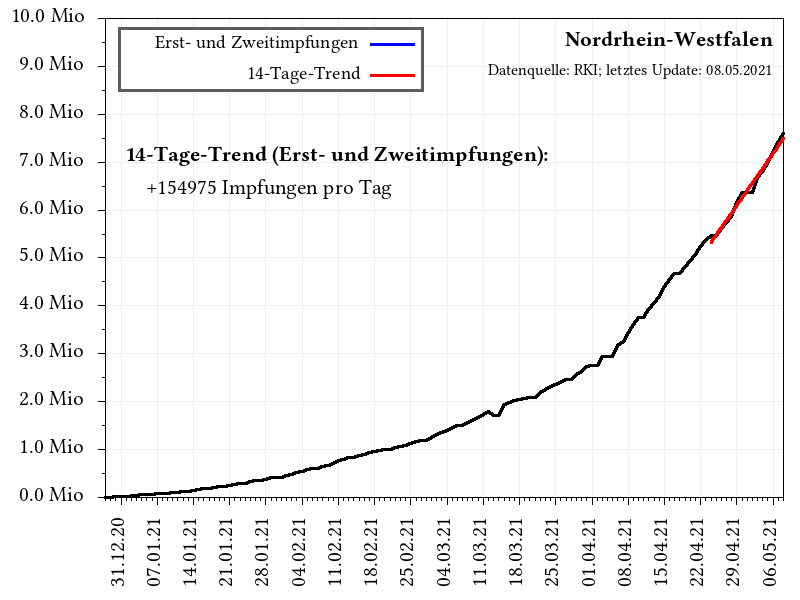 10.0 Mio
9.0 Mio
8.0 Mio
7.0 Mio
6.0 Mio
5.0 Mio
4.0 Mio
3.0 Mio
2.0 Mio
1.0 Mio
0.0 Mio
Erst- und Zweitimpfungen
14-Tage-Trend
Nordrhein-Westfalen
Datenquelle: RKI; letztes Update: 08.05.2021
14-Tage-Trend (Erst- und Zweitimpfungen):
+154975 Impfungen pro Tag
31.12.20
07.01.21
14.01.21
21.01.21
28.01.21
04.02.21
11.02.21
18.02.21
25.02.21
04.03.21
11.03.21
18.03.21
25.03.21
01.04.21
08.04.21
15.04.21
22.04.21
29.04.21
06.05.21